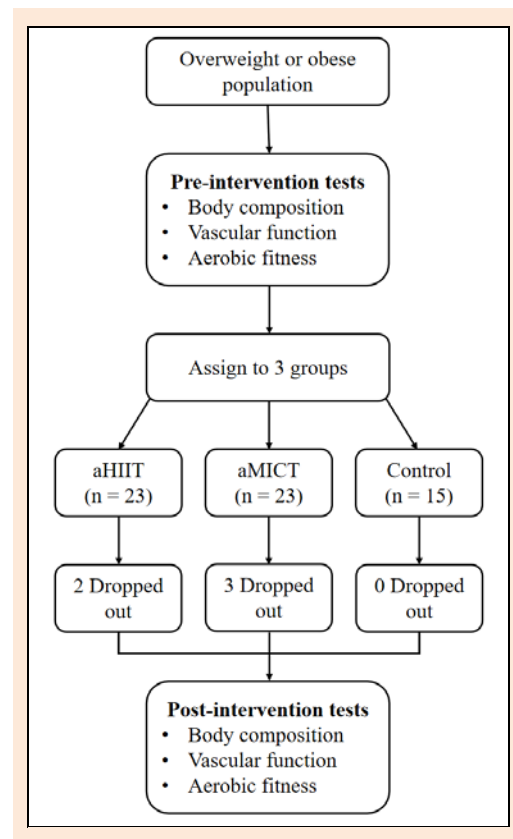 Overweight or obese
population
Pre-intervention tests
• Body composition
• Vascular function
• Aerobic fitness
Assign to 3 groups
aHIIT
(n = 23)
aMICT
(n = 23)
Control
(n = 15)
2 Dropped
out
3 Dropped
out
0 Dropped
out
Post-intervention tests
• Body composition
• Vascular function
• Aerobic fitness